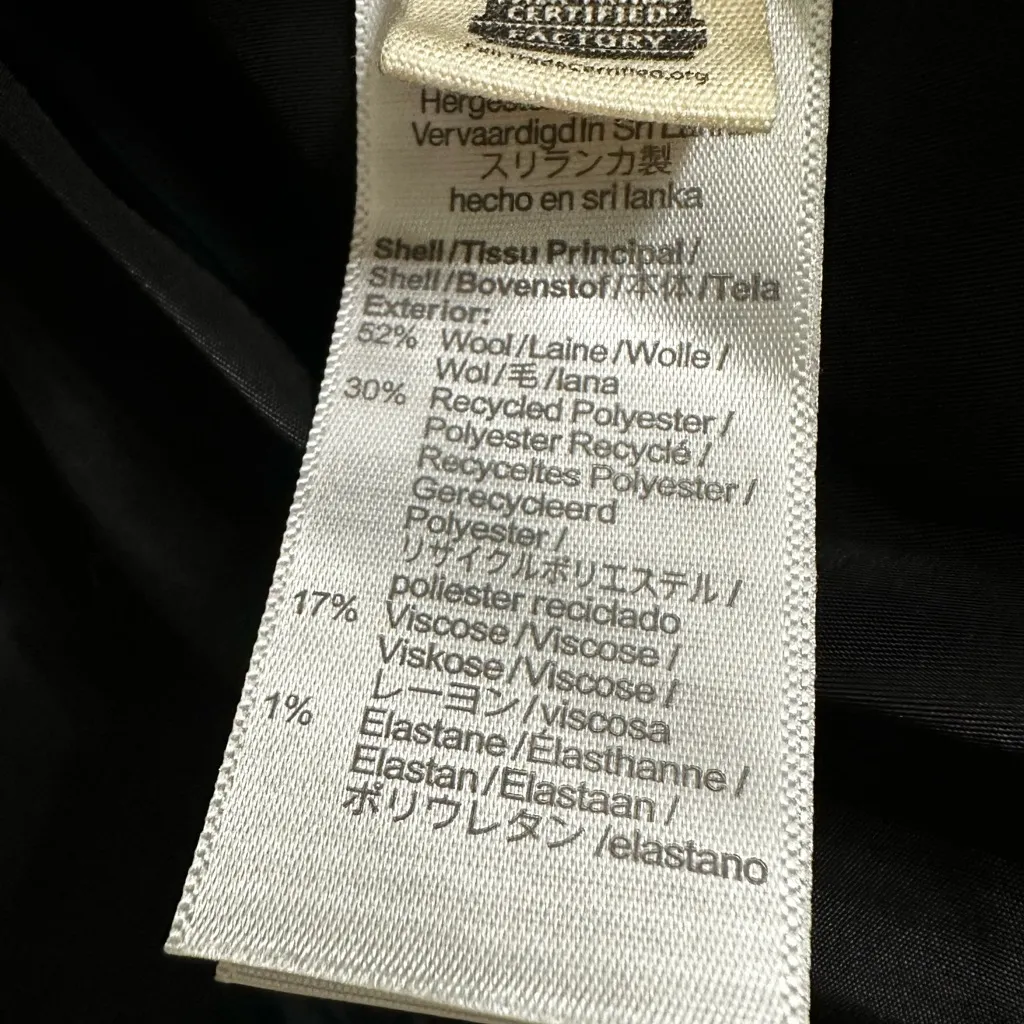 CERTIFIED
FACTORY
FairTradeCertified.org
Vervaardigd In Sri
スリランカ製
hecho en sri lanka
Shell/Tissu Principal/
Shell/Bovenstof/本体/Tela
Exterior:
52% Wool/Laine/Wolle/
Wol/毛/lana
30% Recycled Polyester/
Polyester Recyclé/
Recyceltes Polyester/
Gerecycleerd
Polyester/
リサイクルポリエステル/
poliester reciclado
17% Viscose/Viscose/
Viskose/Viscose/
レーヨン/viscosa
1% Elastane/Élasthanne/
Elastan/Elastaan/
ポリウレタン/elastano